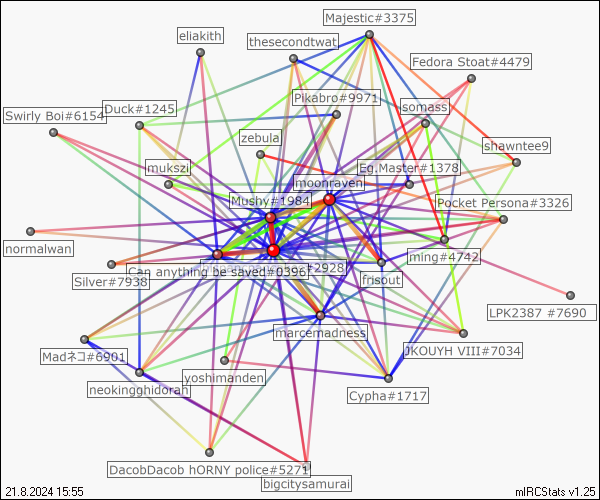 Majestic#3375
eliakith
thesecondtwat
Fedora Stoat#4479
Pikabro#9971
Duck#1245
somass
Swirly Boi#6154
zebula
shawntee9
mukszi
Eg.Master#1378
moonraven
Mushy#1984
Pocket Persona#3326
normalwan
ming#4742
Can anything be saved#0396
#2928
Silver#7938
frisout
LPK2387 #7690
marcemadness
Madネコ#6901
JKOUYH VIII#7034
yoshimanden
neokingghidorah
Cypha#1717
DacobDacob hORNY police#5271
bigcitysamurai
21.8.2024 15:55
mIRCStats v1.25